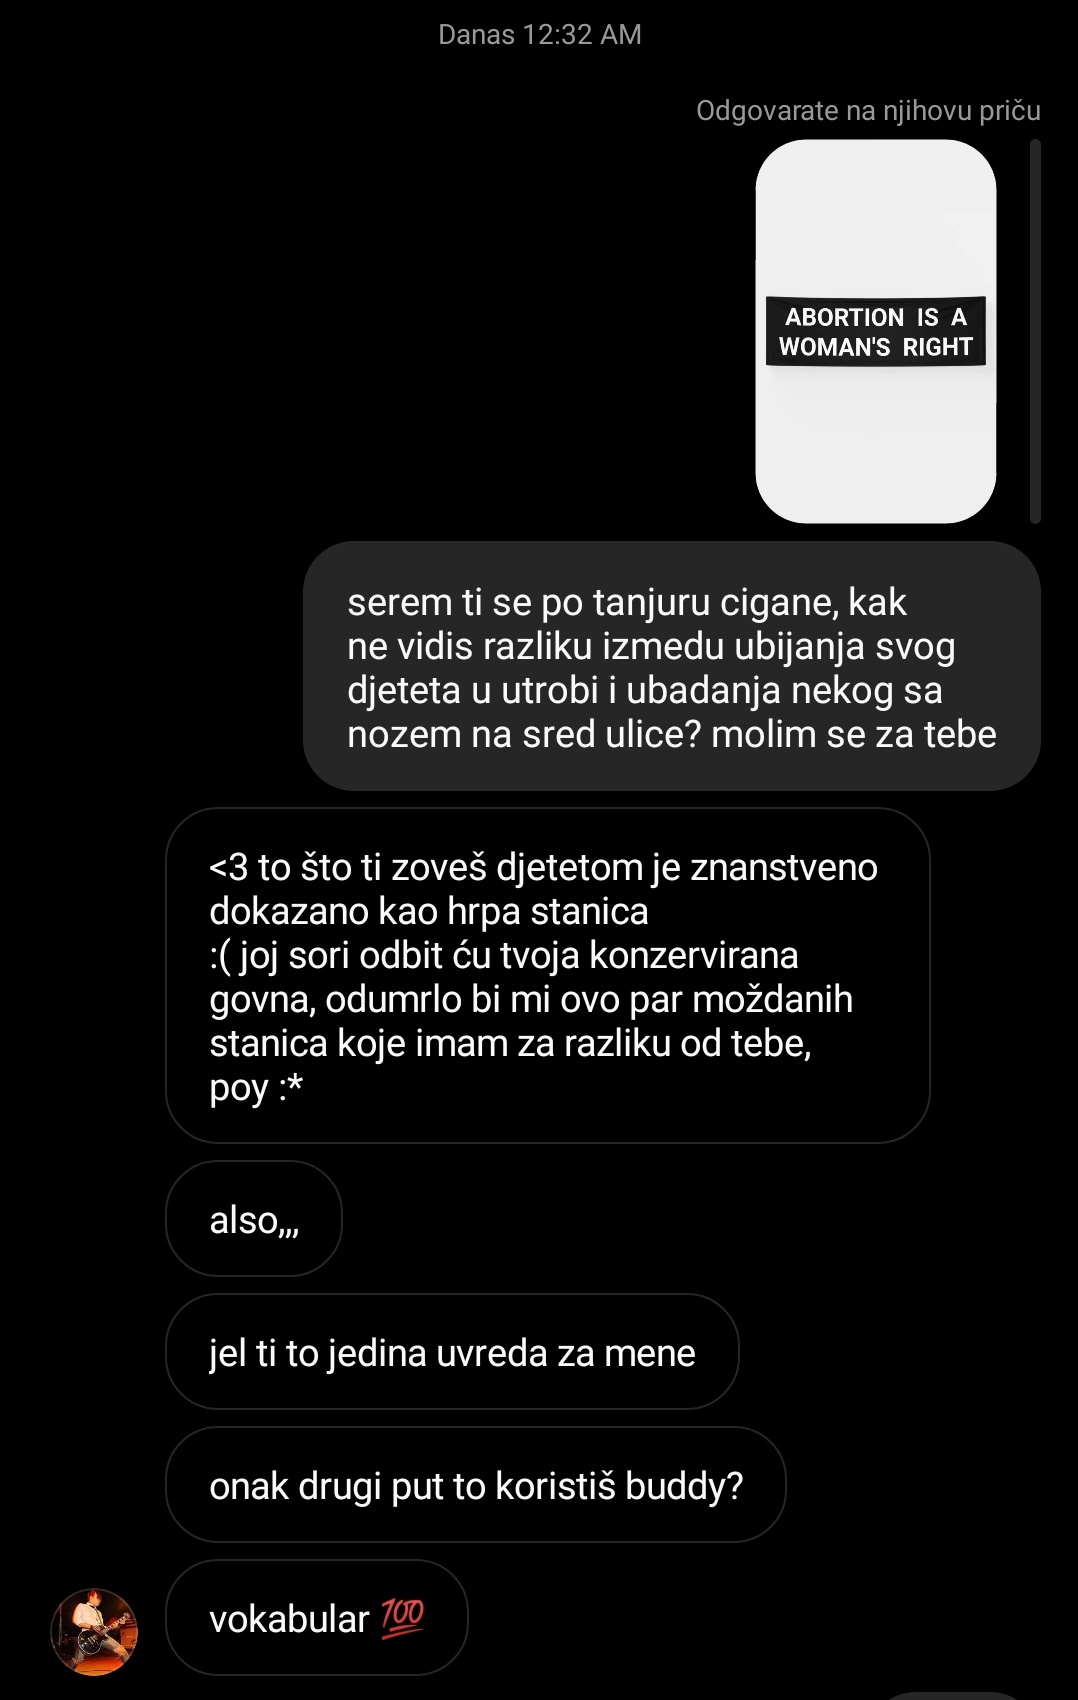 Danas 12:32 AM
Odgovarate na njihovu priču
ABORTION IS A
WOMAN'S RIGHT
serem ti se po tanjuru cigane, kak
ne vidis razliku izmedu ubijanja svog
djeteta u utrobi i ubadanja nekog sa
nozem na sred ulice? molim se za tebe
<3 to što ti zoveš djetetom je znanstveno
dokazano kao hrpa stanica
:( joj sori odbit ću tvoja konzervirana
govna, odumrlo bi mi ovo par moždanih
stanica koje imam za razliku od tebe,
poy :*
also,,,
jel ti to jedina uvreda za mene
onak drugi put to koristiš buddy?
vokabular 💯